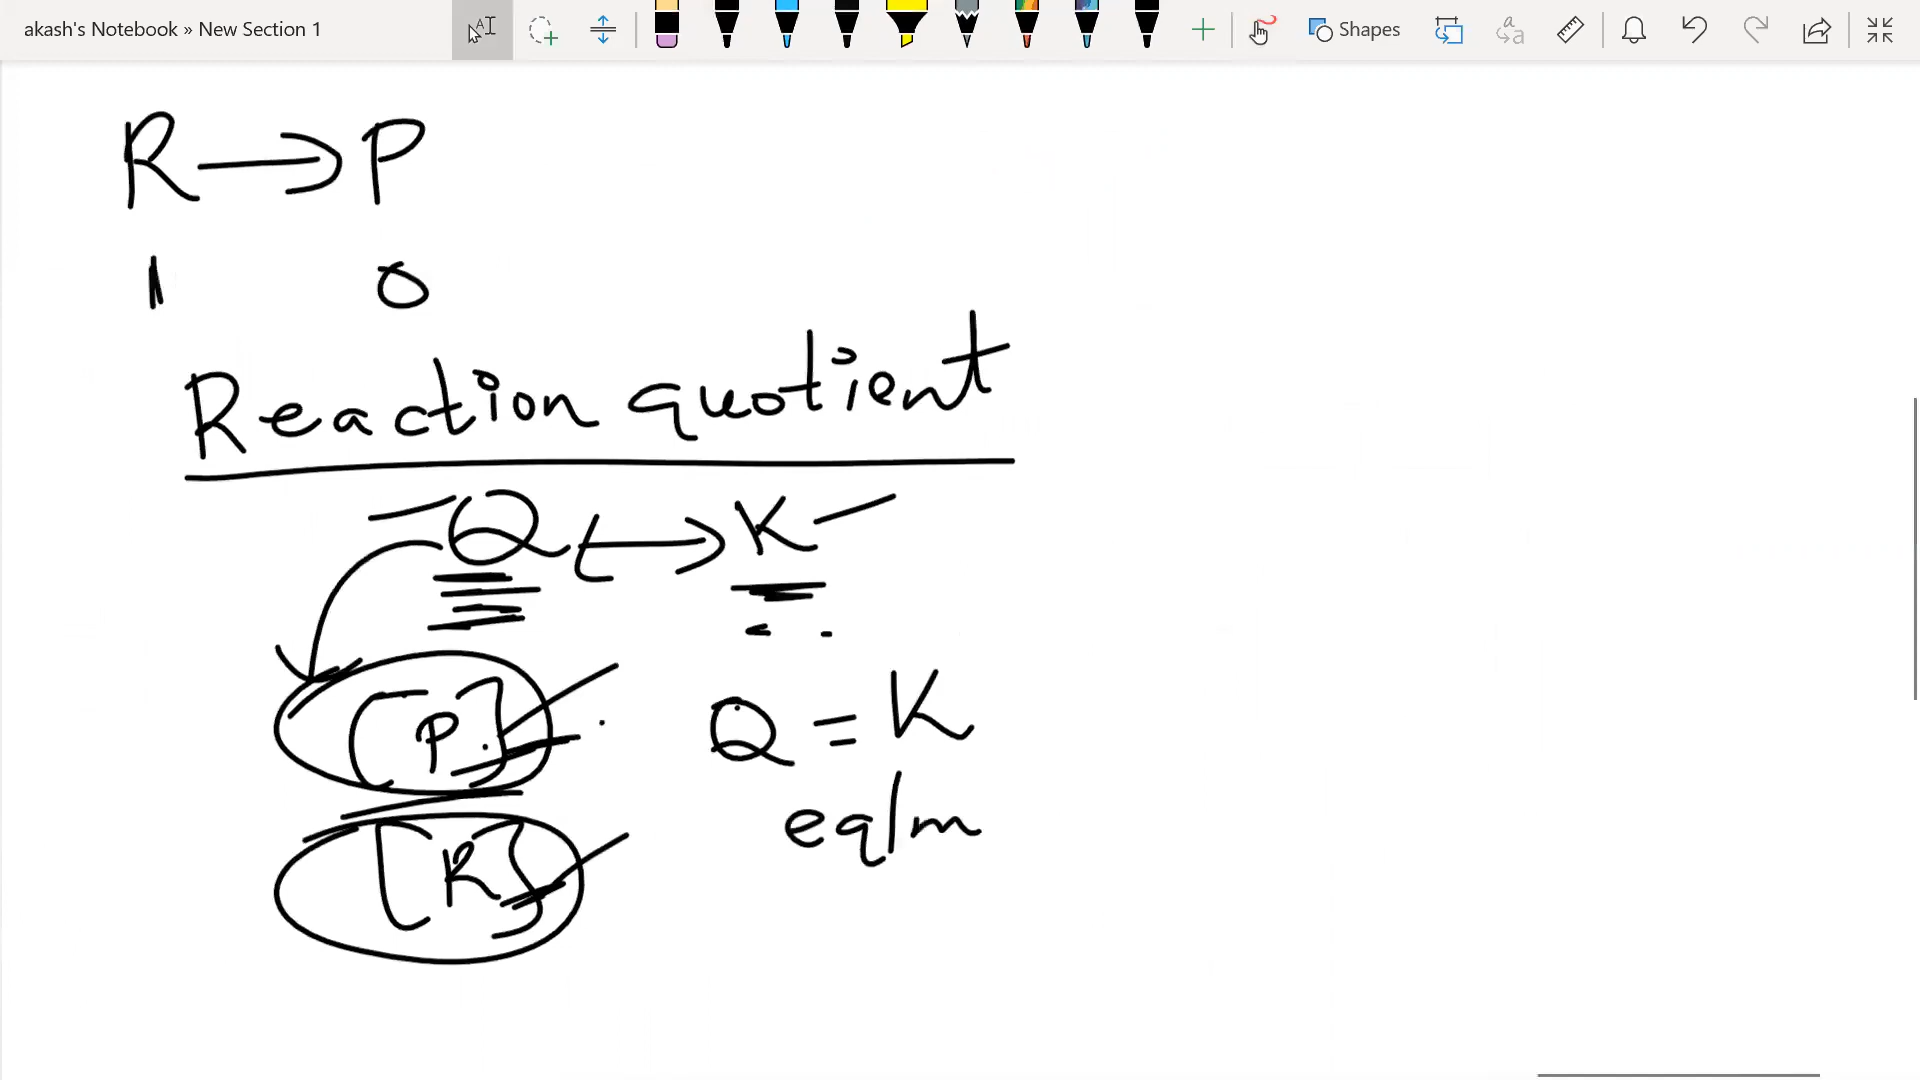 akash's Notebook » New Section 1
Shapes
R → P
1 0
Reaction quotient
Q ↔ K
[P]
[R]
Q = K
eqlm